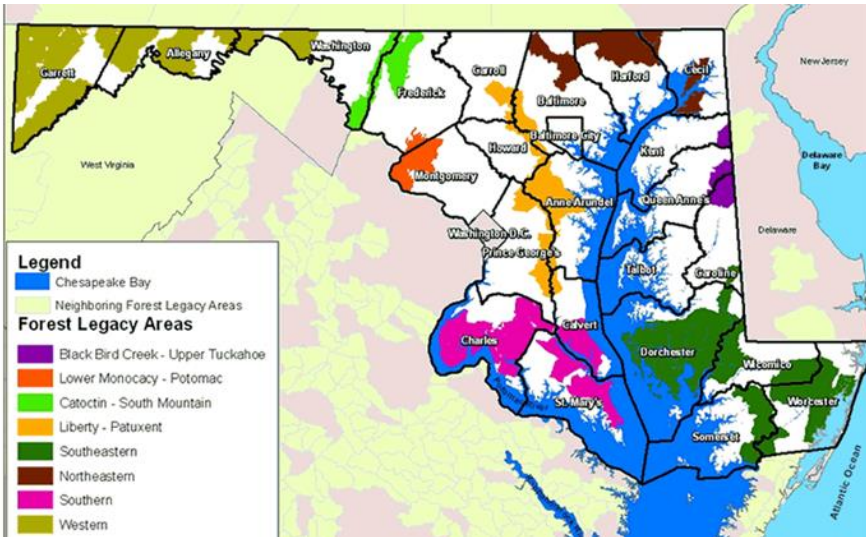 Garrett
Allegany
Washington
Frederick
Carroll
Baltimore
Harford
Cecil
New Jersey
Baltimore City
Howard
Kent
Montgomery
West Virginia
Delaware
Bay
Anne Arundel
Queen Anne's
Washington D.C.
Prince George's
Delaware
Talbot
Caroline
Legend
Chesapeake Bay
Neighboring Forest Legacy Areas
Forest Legacy Areas
Black Bird Creek - Upper Tuckahoe
Lower Monocacy - Potomac
Catoctin - South Mountain
Liberty - Patuxent
Southeastern
Northeastern
Southern
Western
Charles
Calvert
Dorchester
Wicomico
St. Mary's
Worcester
Somerset
Atlantic Ocean